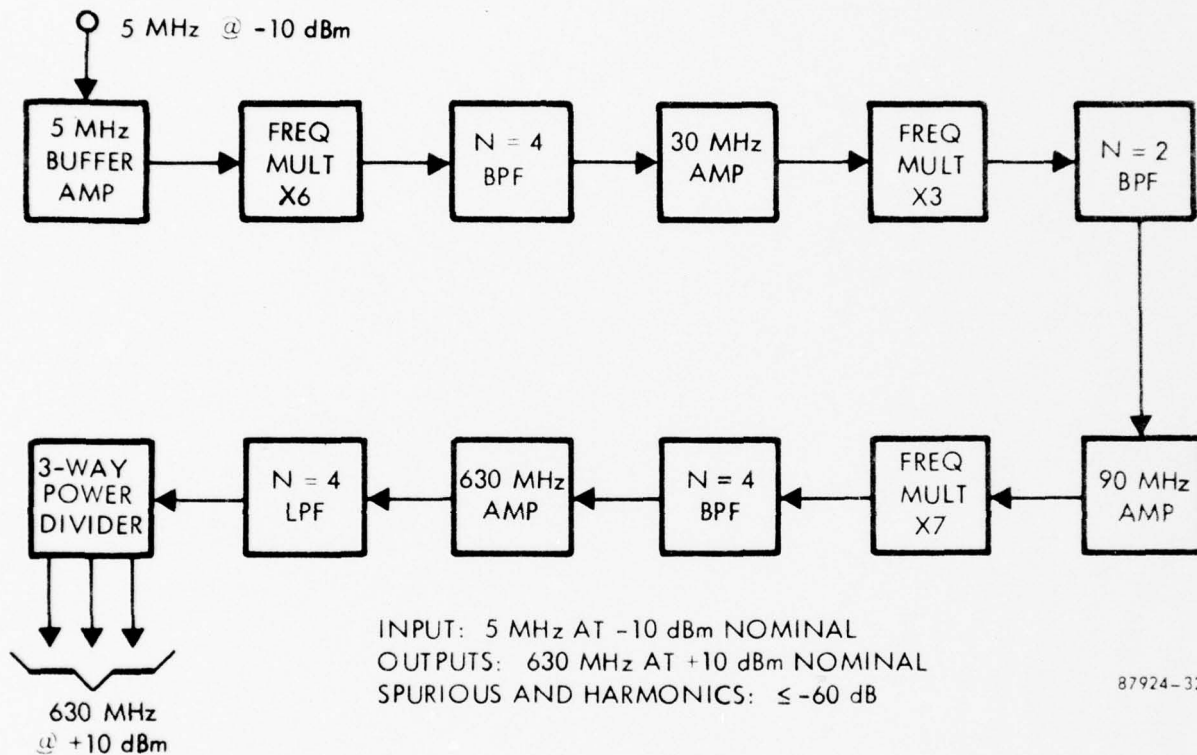 5 MHz @ -10 dBm
5 MHz
BUFFER
AMP
FREQ
MULT
X6
N = 4
BPF
30 MHz
AMP
FREQ
MULT
X3
N = 2
BPF
3-WAY
POWER
DIVIDER
N = 4
LPF
630 MHz
AMP
N = 4
BPF
FREQ
MULT
X7
90 MHz
AMP
INPUT: 5 MHz AT -10 dBm NOMINAL
OUTPUTS: 630 MHz AT +10 dBm NOMINAL
SPURIOUS AND HARMONICS: ≤ -60 dB
630 MHz
@ +10 dBm